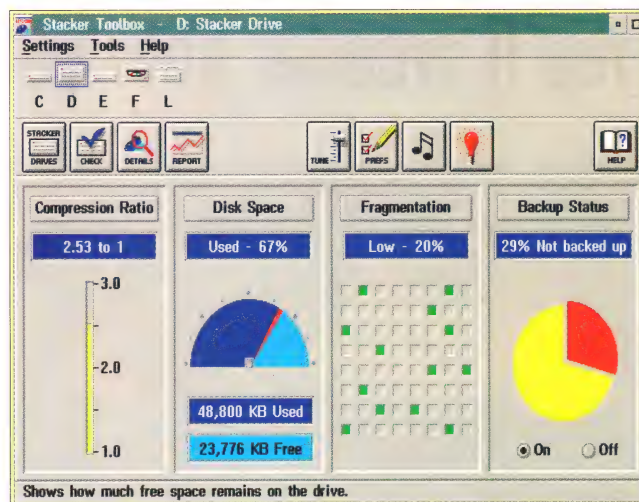 Stacker Toolbox - D: Stacker Drive
Settings Tools Help
C D E F L
STACKER DRIVES
CHECK
DETAILS
REPORT
TUNE
PREFS
HELP
Compression Ratio
2.53 to 1
3.0
2.0
1.0
Disk Space
Used - 67%
48,800 KB Used
23,776 KB Free
Fragmentation
Low - 20%
Backup Status
29% Not backed up
On Off
Shows how much free space remains on the drive.